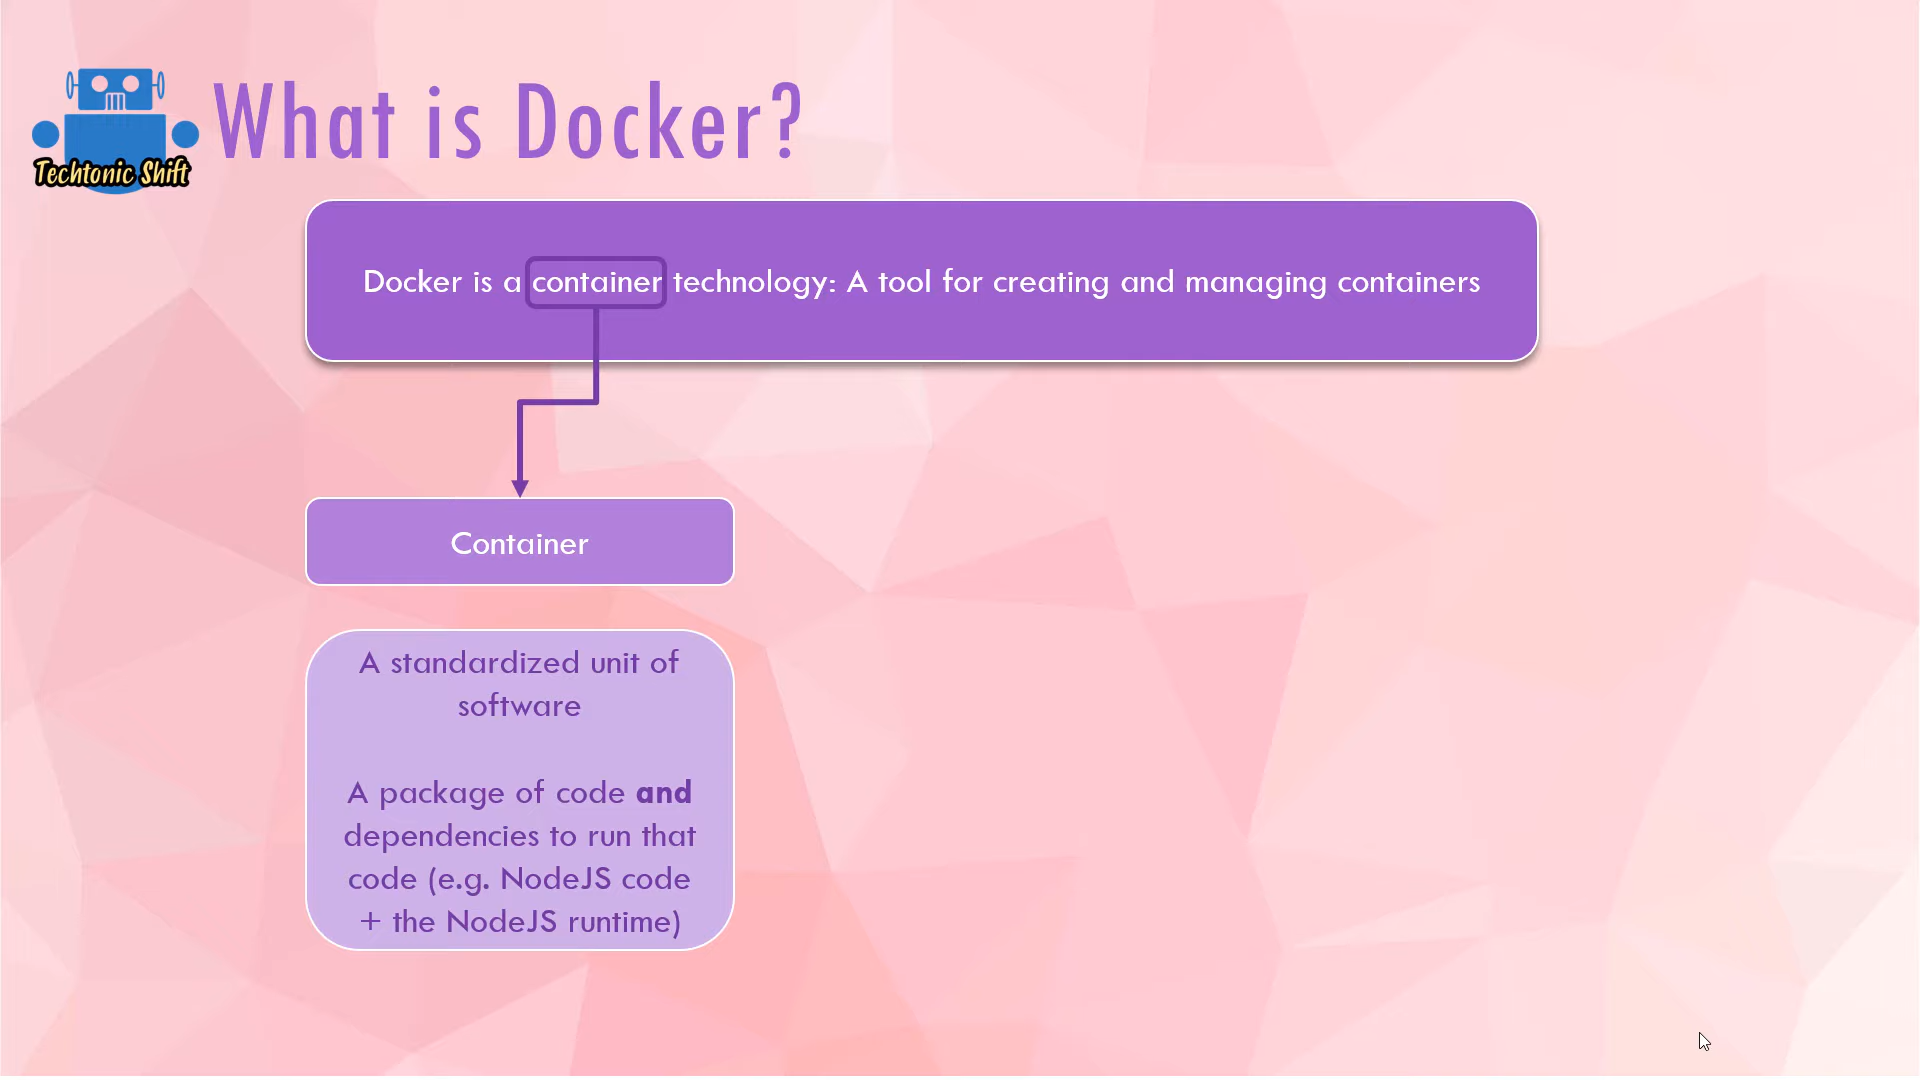 Techtonic Shift
What is Docker?
Docker is a container technology: A tool for creating and managing containers
Container
A standardized unit of
software
A package of code and
dependencies to run that
code (e.g. NodeJS code
+ the NodeJS runtime)